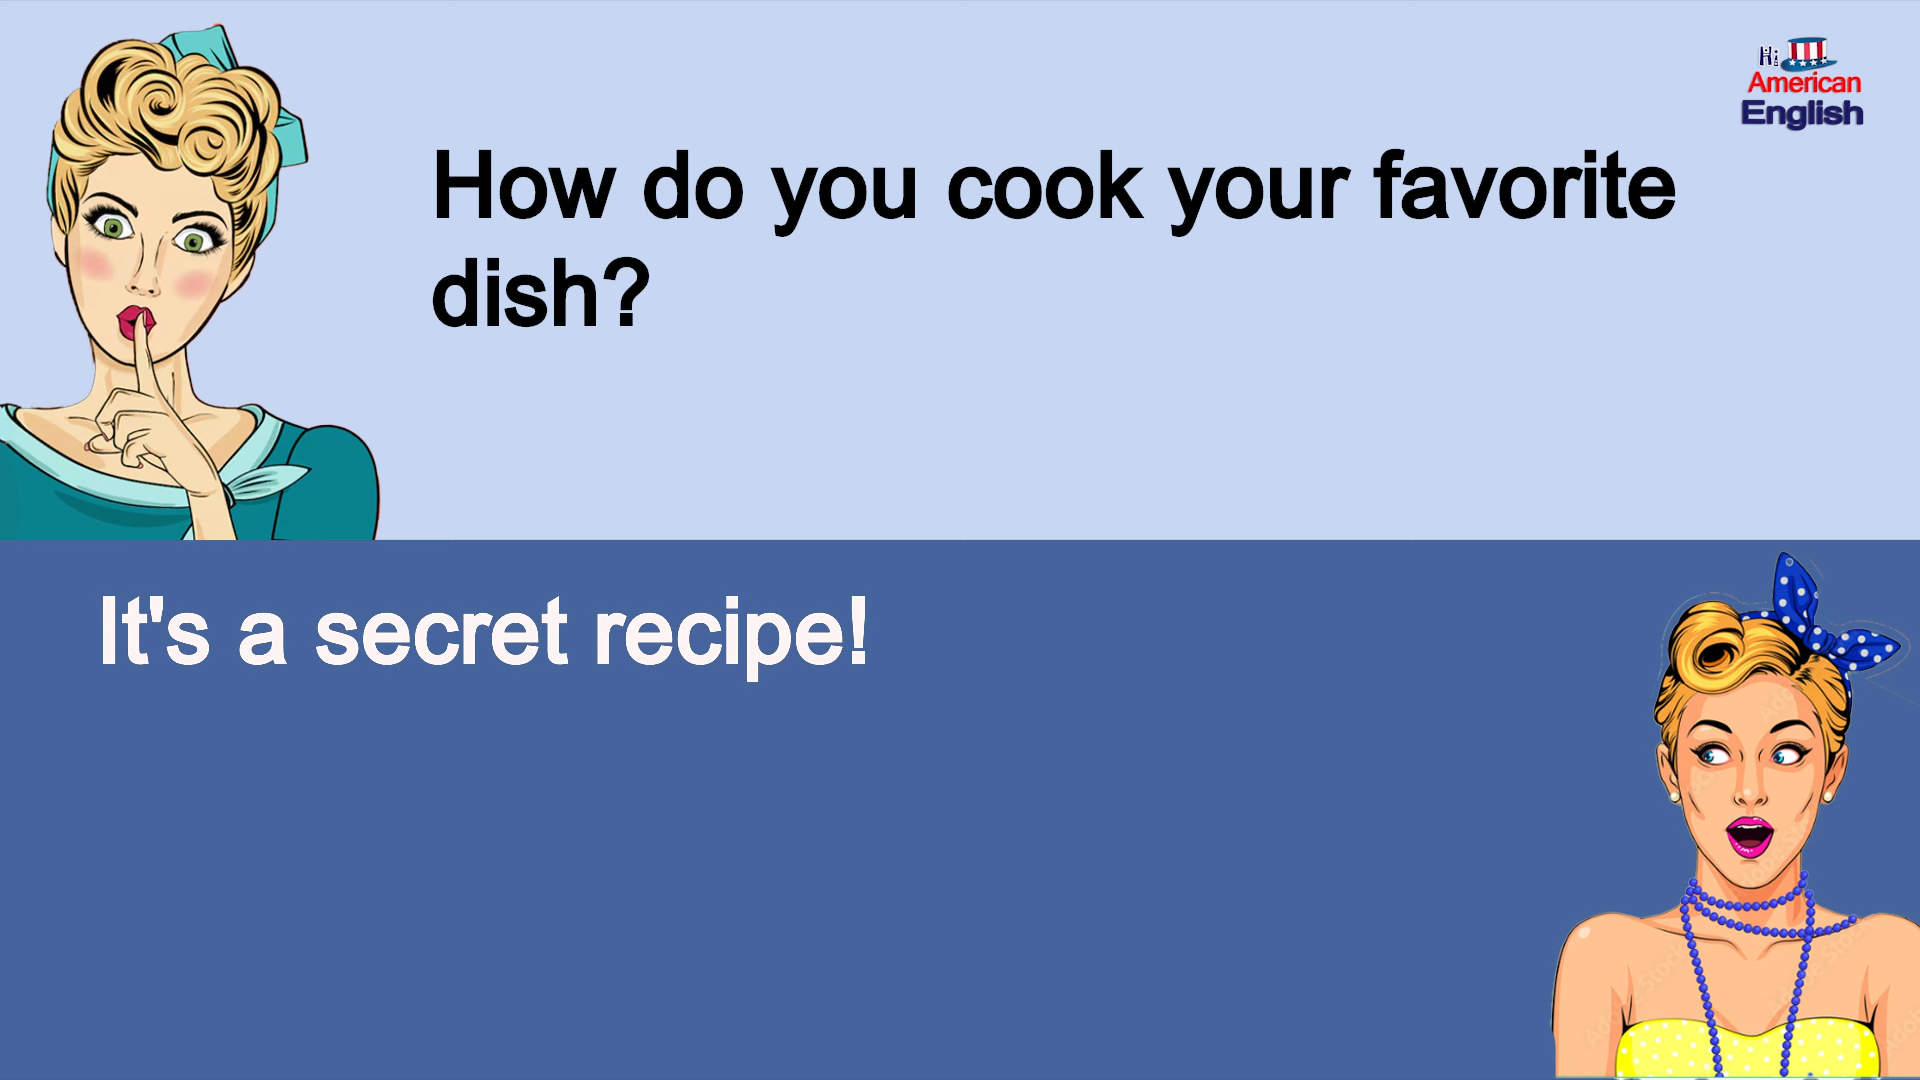 Hi
American
English
How do you cook your favorite
dish?
It's a secret recipe!